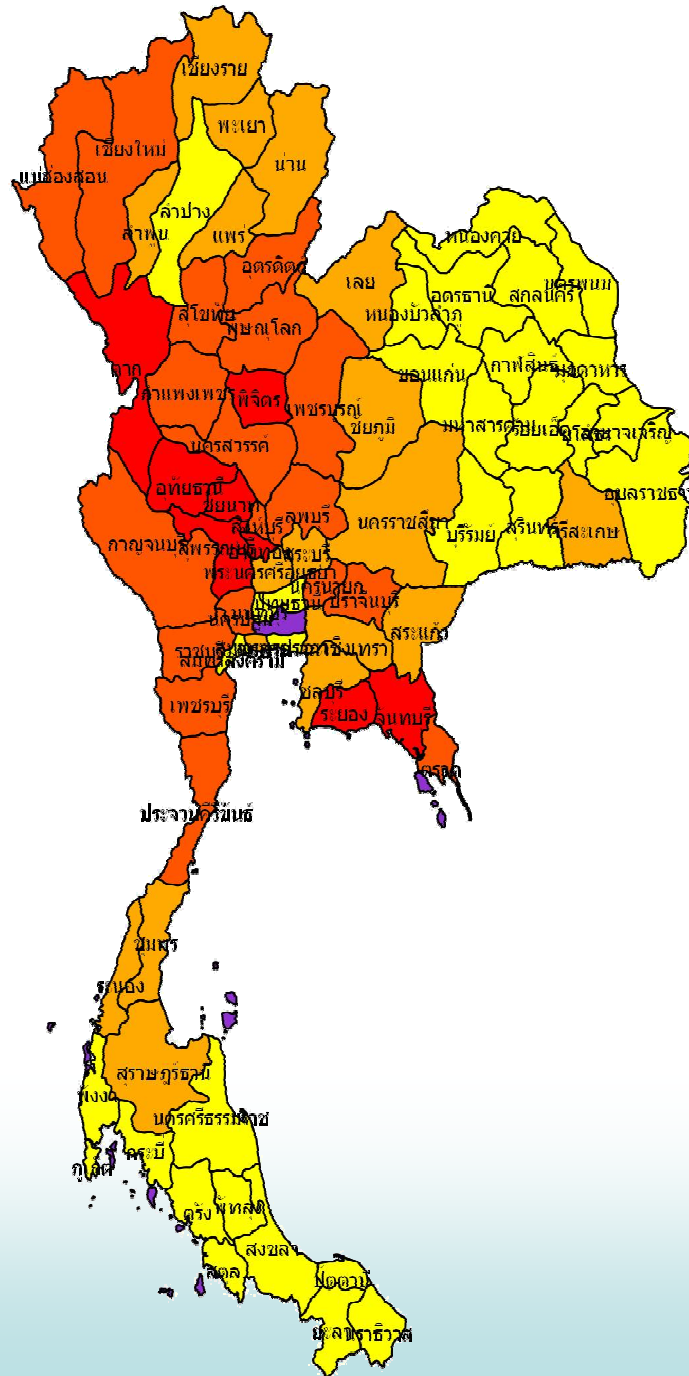 เชียงราย
พะเยา
เชียงใหม่
น่าน
แม่ฮ่องสอน
ลำปาง
ลำพูน
แพร่
หนองคาย
อุตรดิตถ์
เลย
อุดรธานี
สกลนคร
นครพนม
สุโขทัย
หนองบัวลำภู
พิษณุโลก
ตาก
ขอนแก่น
กาฬสินธุ์
มุกดาหาร
กำแพงเพชร
พิจิตร
เพชรบูรณ์
ชัยภูมิ
มหาสารคาม
ร้อยเอ็ด
ยโสธร
อำนาจเจริญ
นครสวรรค์
อุทัยธานี
ชัยนาท
อุบลราชธานี
ลพบุรี
สิงห์บุรี
นครราชสีมา
บุรีรัมย์
สุรินทร์
ศรีสะเกษ
กาญจนบุรี
สุพรรณบุรี
อ่างทอง
สระบุรี
พระนครศรีอยุธยา
นครนายก
ปทุมธานี
ปราจีนบุรี
นครปฐม
สระแก้ว
ราชบุรี
ฉะเชิงเทรา
ชลบุรี
เพชรบุรี
ระยอง
จันทบุรี
ตราด
ประจวบคีรีขันธ์
ชุมพร
ระนอง
สุราษฎร์ธานี
พังงา
นครศรีธรรมราช
กระบี่
ภูเก็ต
ตรัง
พัทลุง
สงขลา
สตูล
ปัตตานี
ยะลา
นราธิวาส